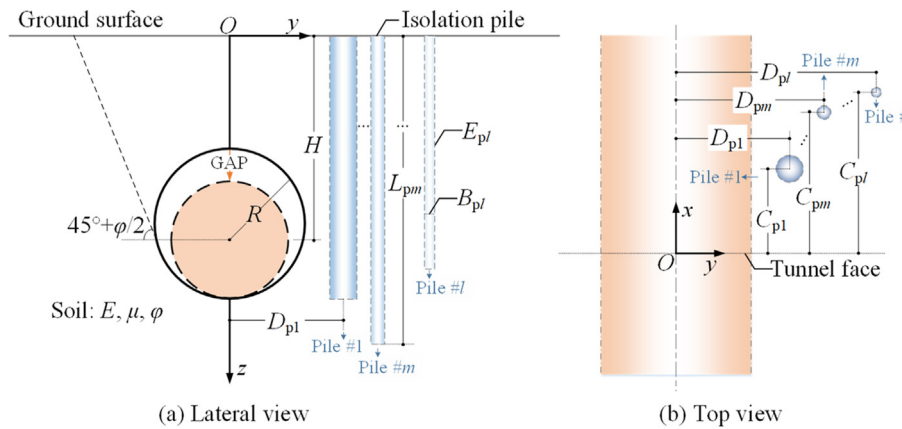 Ground surface
O
y
Isolation pile
GAP
H
R
E_pl
L_pm
B_pl
45°+φ/2
Pile #l
Soil: E, μ, φ
D_p1
Pile #1
Pile #m
z
(a) Lateral view
Pile #m
D_pl
D_pm
D_p1
Pile #
Pile #1
C_p1
C_pm
C_pl
x
O
y
Tunnel face
(b) Top view